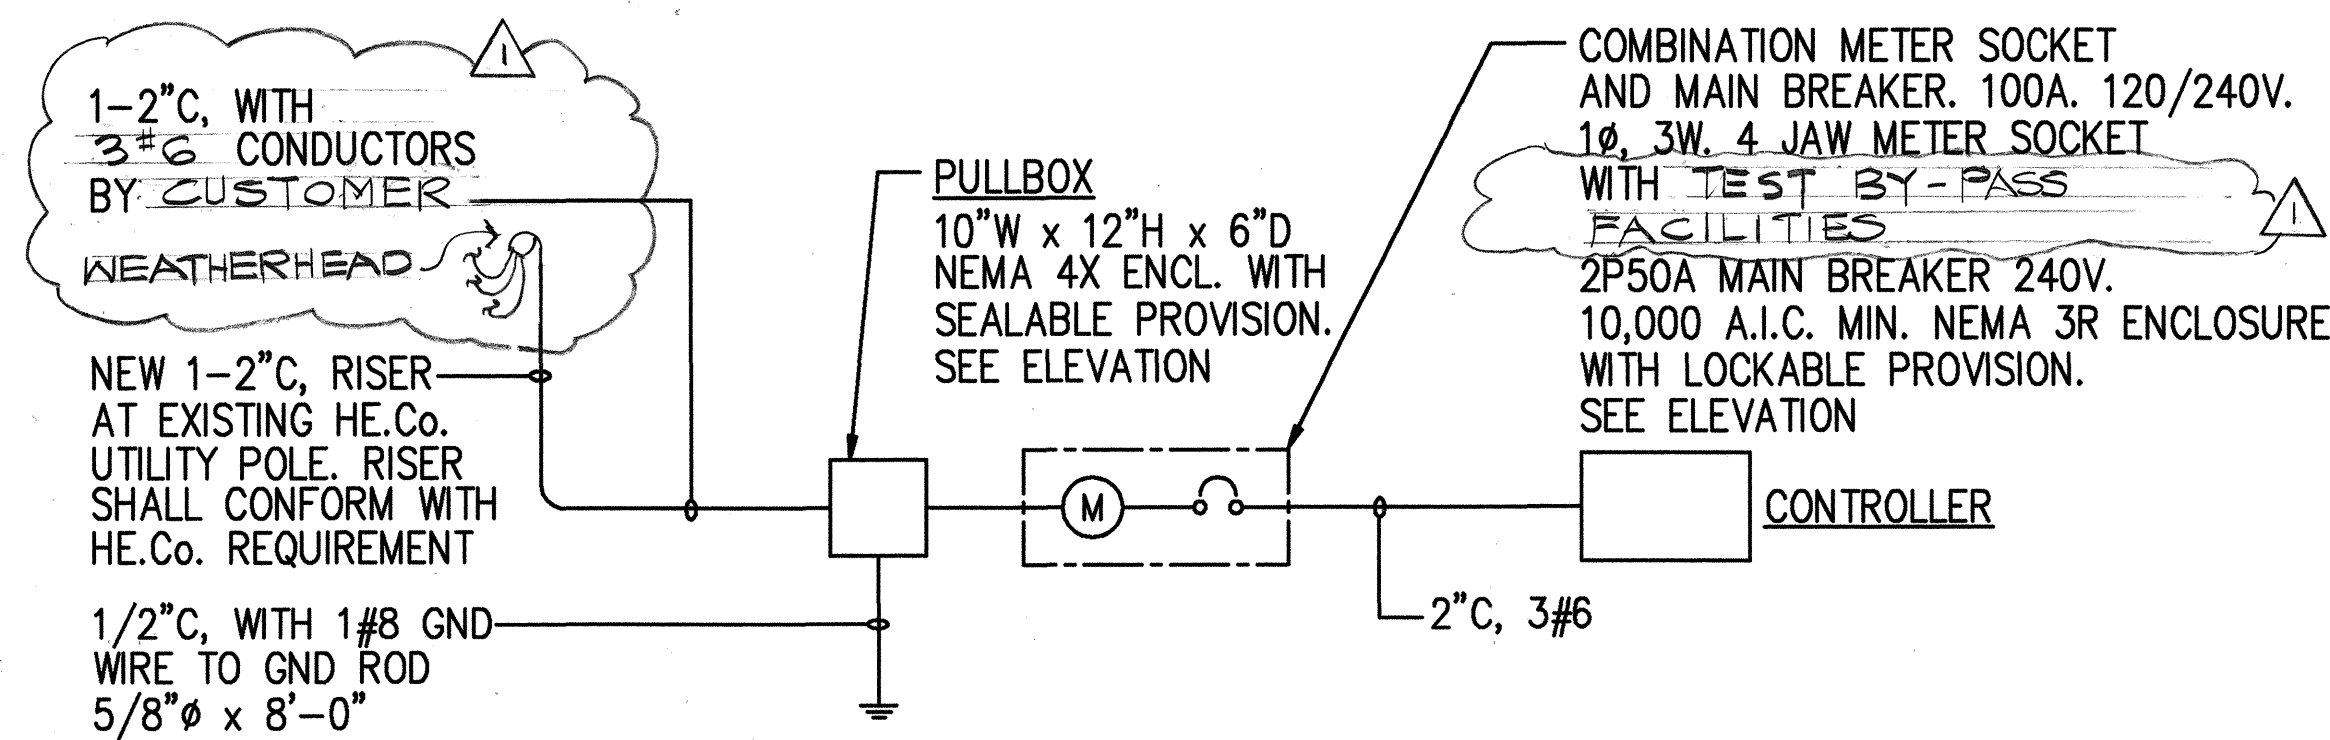 1
1-2"C, WITH
3#6 CONDUCTORS
BY CUSTOMER
WEATHERHEAD
NEW 1-2"C, RISER
AT EXISTING HE.Co.
UTILITY POLE. RISER
SHALL CONFORM WITH
HE.Co. REQUIREMENT
1/2"C, WITH 1#8 GND
WIRE TO GND ROD
5/8"ø x 8'-0"
PULLBOX
10"W x 12"H x 6"D
NEMA 4X ENCL. WITH
SEALABLE PROVISION.
SEE ELEVATION
M
COMBINATION METER SOCKET
AND MAIN BREAKER. 100A. 120/240V.
1ø, 3W. 4 JAW METER SOCKET
WITH TEST BY-PASS
FACILITIES
1
2P50A MAIN BREAKER 240V.
10,000 A.I.C. MIN. NEMA 3R ENCLOSURE
WITH LOCKABLE PROVISION.
SEE ELEVATION
CONTROLLER
2"C, 3#6